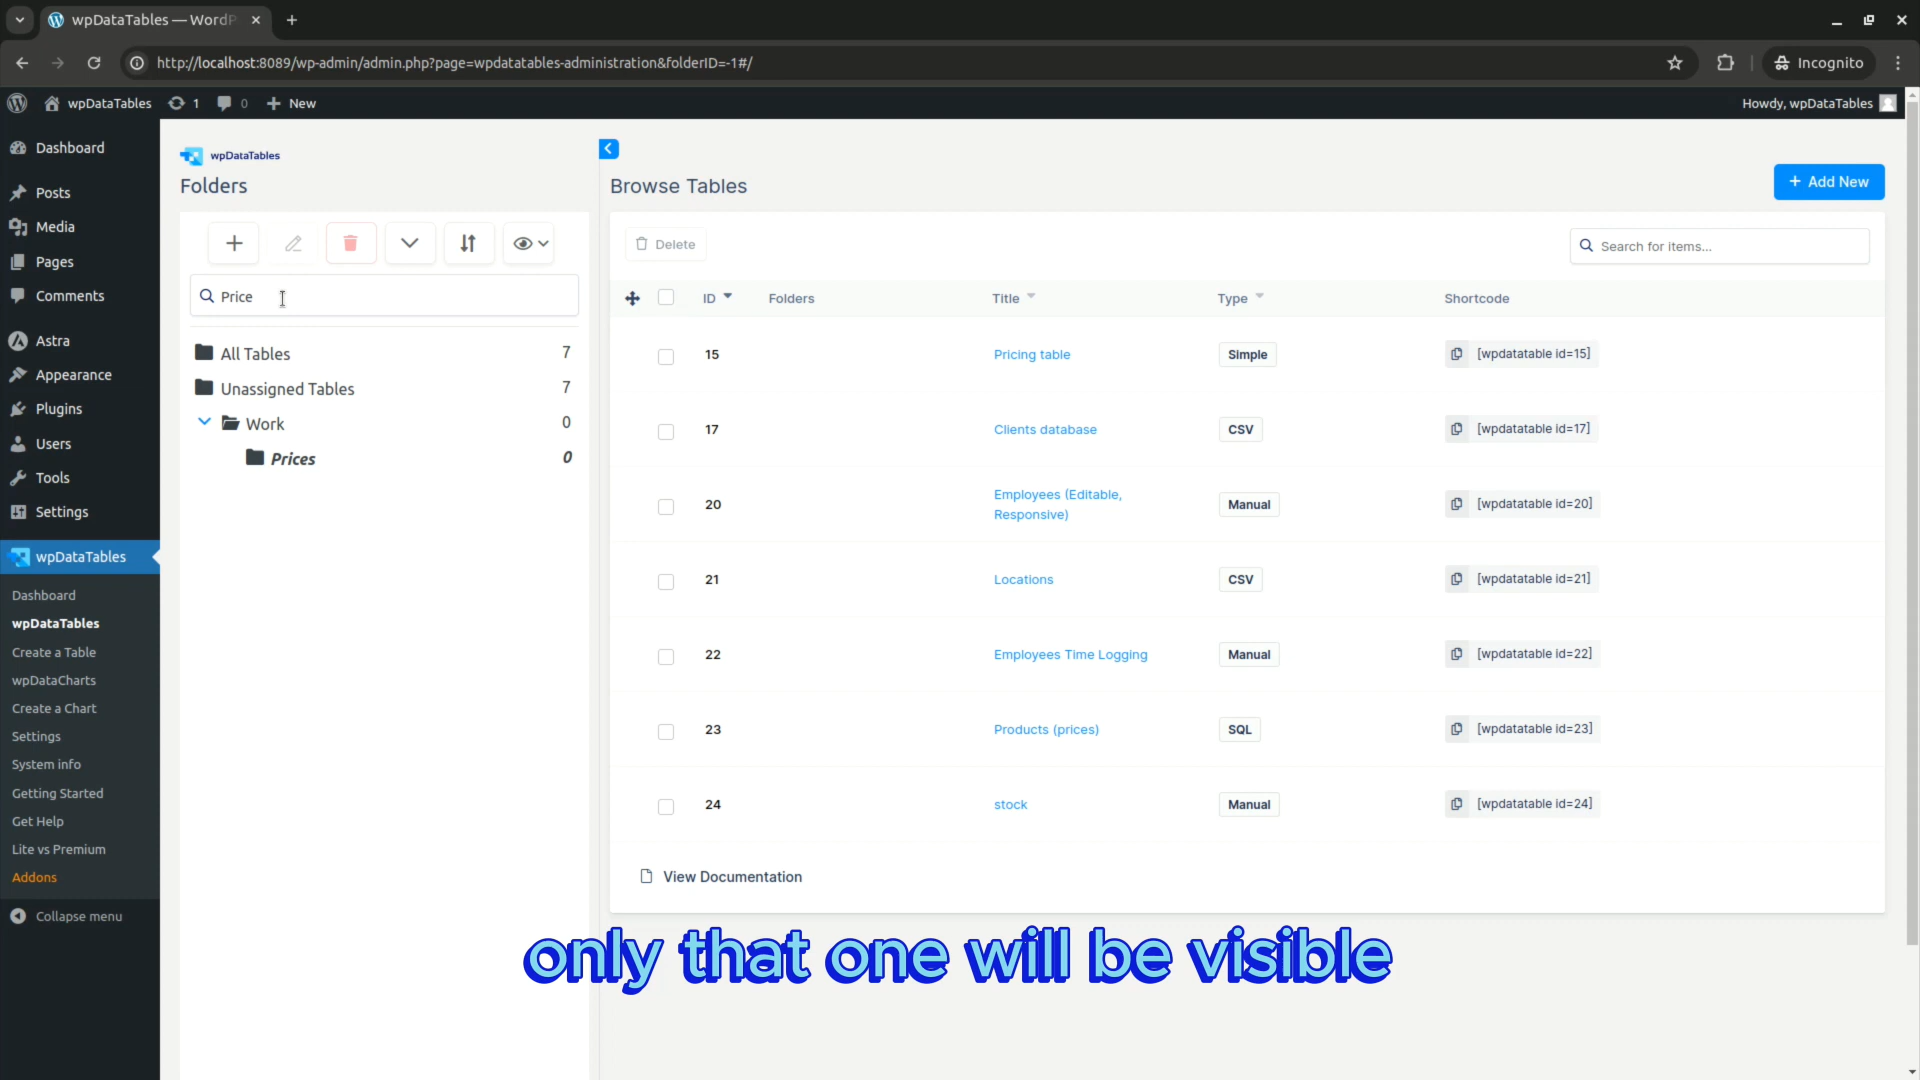 wpDataTables — WordP
http://localhost:8089/wp-admin/admin.php?page=wpdatatables-administration&folderID=-1#/
Incognito
wpDataTables
1
0
New
Howdy, wpDataTables
Dashboard
Posts
Media
Pages
Comments
Astra
Appearance
Plugins
Users
Tools
Settings
wpDataTables
Dashboard
wpDataTables
Create a Table
wpDataCharts
Create a Chart
Settings
System info
Getting Started
Get Help
Lite vs Premium
Addons
Collapse menu
wpDataTables
Folders
Price
All Tables 7
Unassigned Tables 7
Work 0
Prices 0
Browse Tables
+ Add New
Delete
Search for items...
ID Folders Title Type Shortcode
15 Pricing table Simple [wpdatatable id=15]
17 Clients database CSV [wpdatatable id=17]
20 Employees (Editable, Manual [wpdatatable id=20]
Responsive)
21 Locations CSV [wpdatatable id=21]
22 Employees Time Logging Manual [wpdatatable id=22]
23 Products (prices) SQL [wpdatatable id=23]
24 stock Manual [wpdatatable id=24]
View Documentation
only that one will be visible